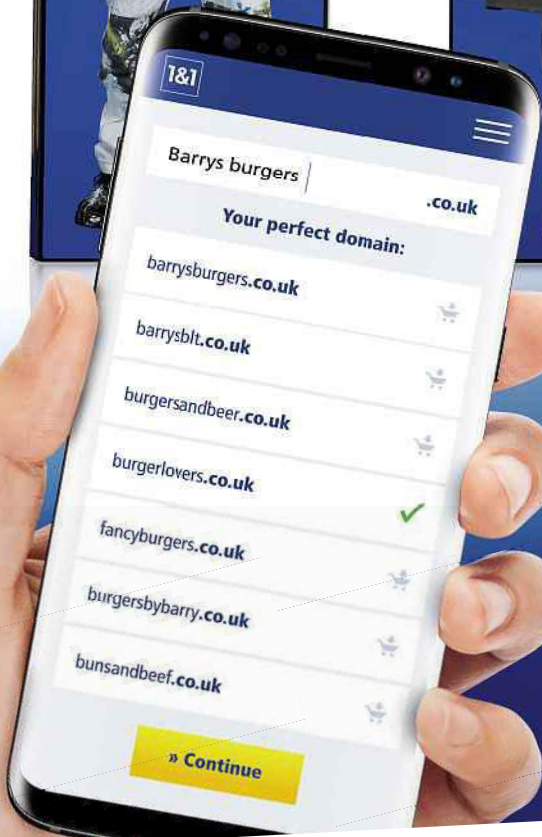 1&1
Barrys burgers
.co.uk
Your perfect domain:
barrysburgers.co.uk
barrysblt.co.uk
burgersandbeer.co.uk
burgerlovers.co.uk
fancyburgers.co.uk
burgersbybarry.co.uk
bunsandbeef.co.uk
» Continue